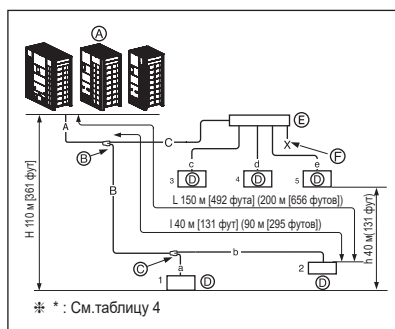 A
A
E
C
B
X
F
c
d
e
3 D
4 D
5 D
B
H 110 м [361 фут]
L 150 м [492 фута] (200 м [656 футов])
l 40 м [131 фут] (90 м [295 футов])
h 40 м(131 фут)
C
a
b
1
D
2
D
※ * : См.таблицу 4